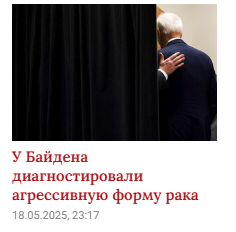 У Байдена
диагностировали
агрессивную форму рака
18.05.2025, 23:17